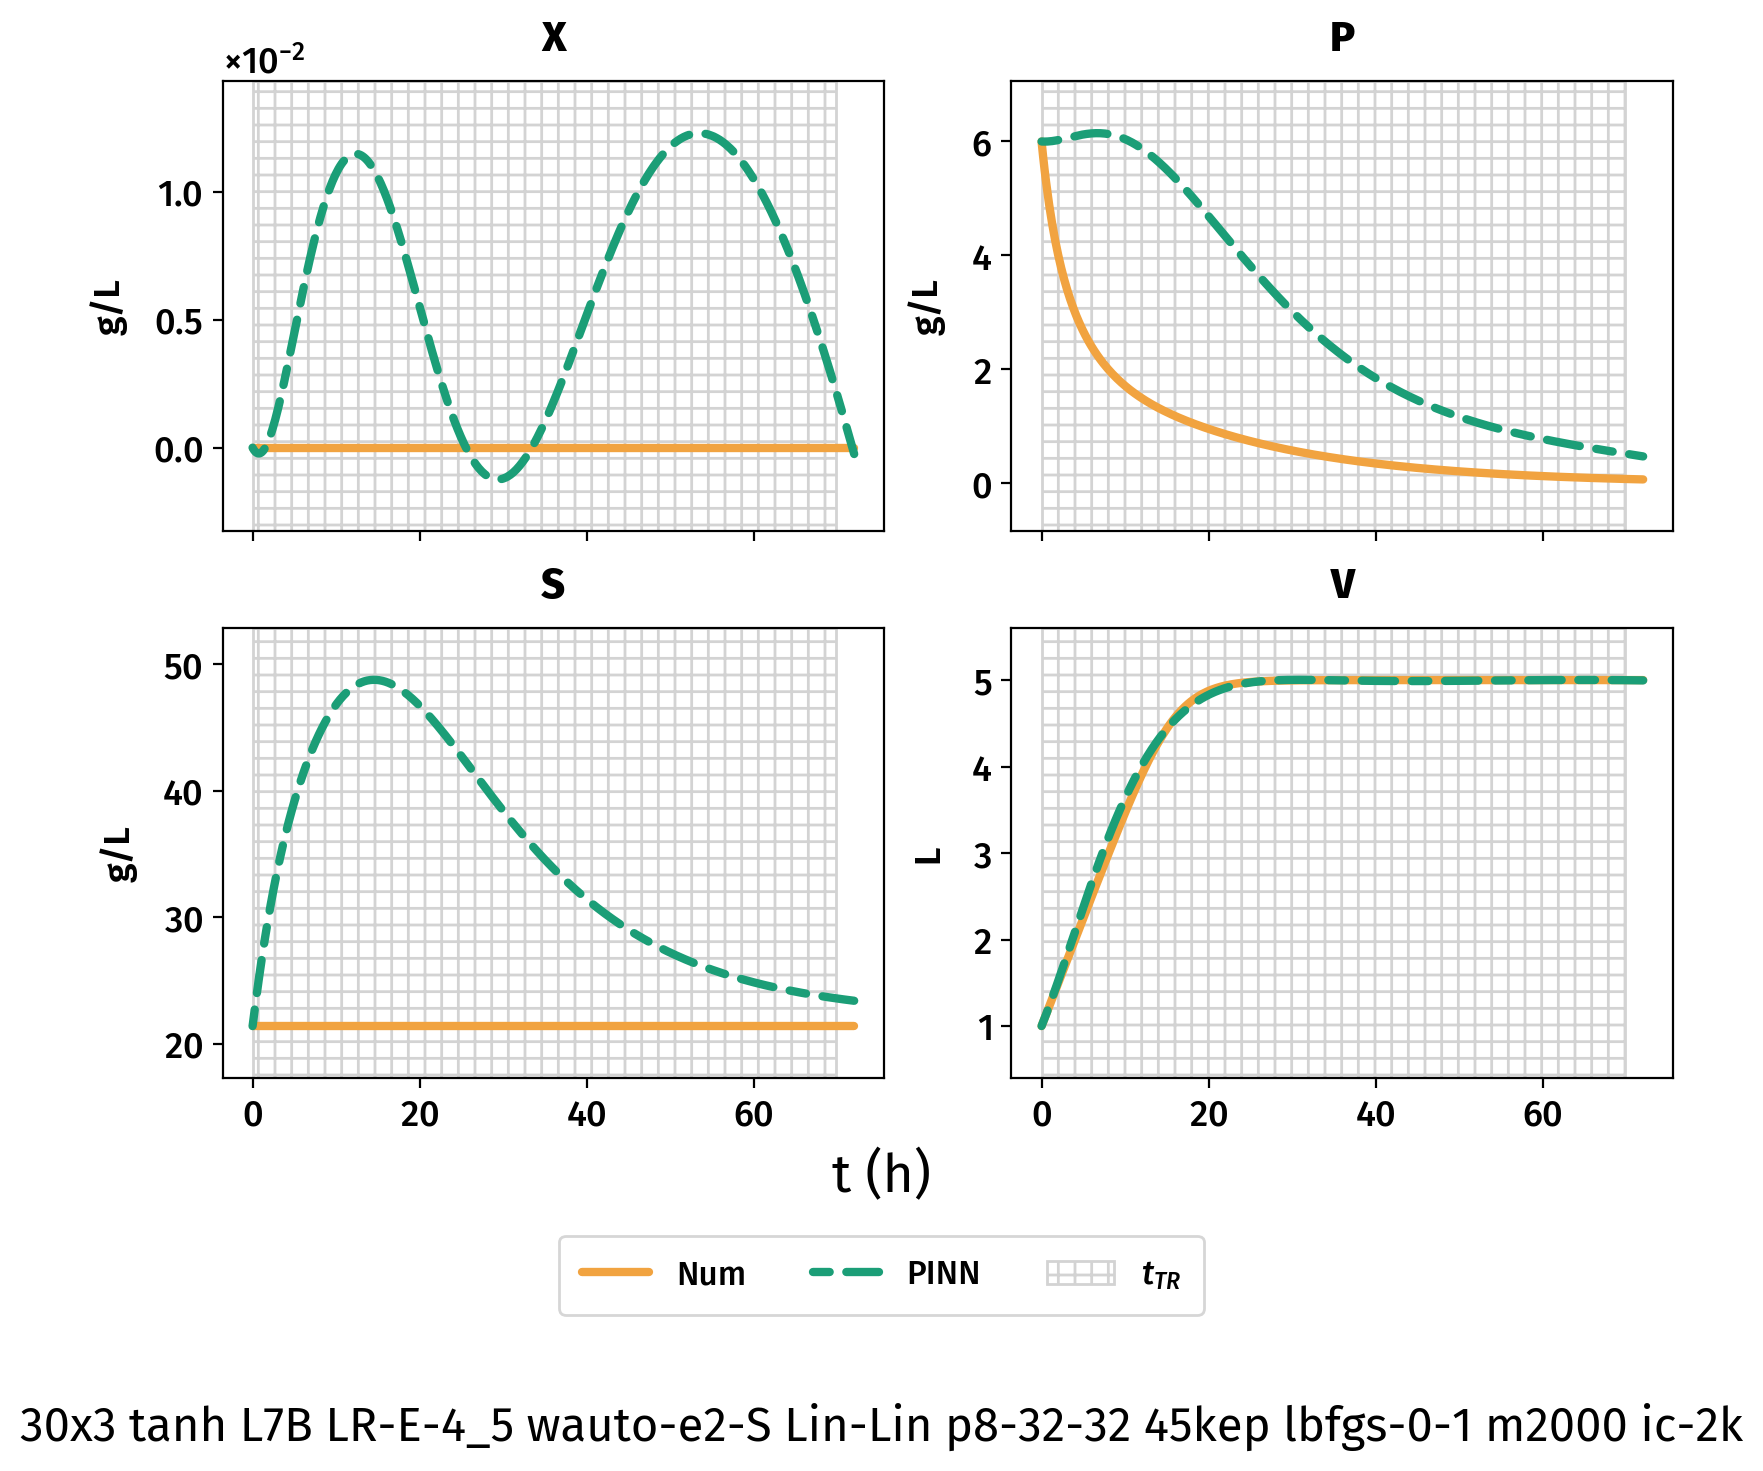 X
×10⁻²
1.0
0.5
0.0
g/L
P
6
4
2
0
g/L
S
50
40
30
20
g/L
0 20 40 60
V
5
4
3
2
1
L
0 20 40 60
t (h)
Num PINN t_TR
30x3 tanh L7B LR-E-4_5 wauto-e2-S Lin-Lin p8-32-32 45kep lbfgs-0-1 m2000 ic-2k